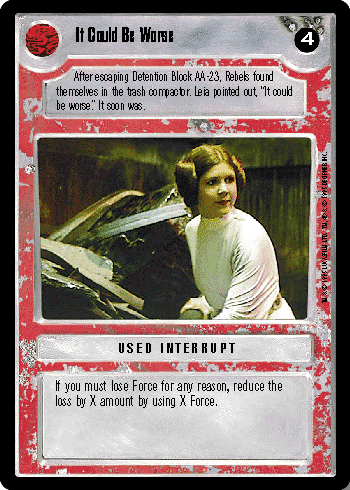 It Could Be Worse
4
After escaping Detention Block AA-23, Rebels found
themselves in the trash compactor. Leia pointed out, "It could
be worse." It soon was.
USED INTERRUPT
If you must lose Force for any reason, reduce the
loss by X amount by using X Force.